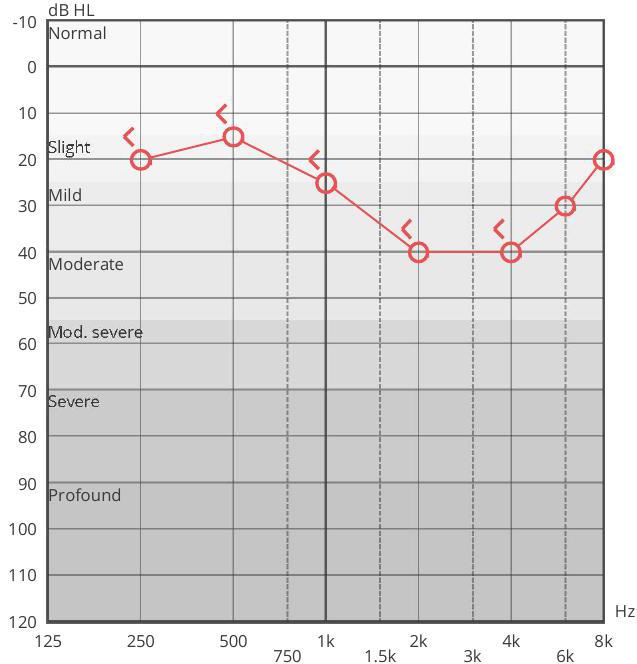 dB HL
-10
Normal
0
10
Slight
20
Mild
30
40
Moderate
50
Mod. severe
60
70
Severe
80
90
Profound
100
110
120
Hz
125 250 500 1k 2k 4k 8k
750 1.5k 3k 6k